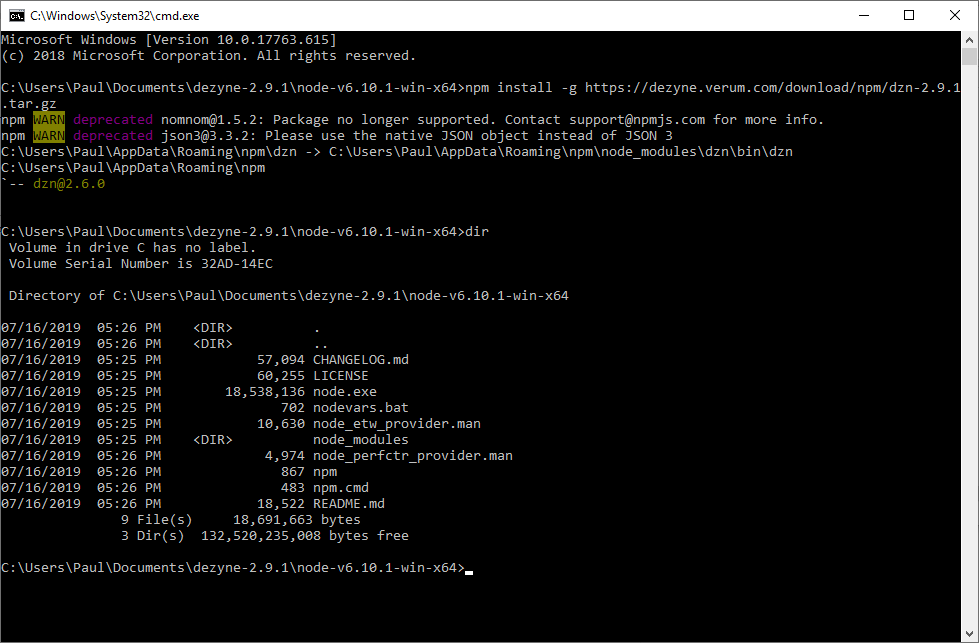 C:\Windows\System32\cmd.exe
Microsoft Windows [Version 10.0.17763.615]
(c) 2018 Microsoft Corporation. All rights reserved.
C:\Users\Paul\Documents\dezyne-2.9.1\node-v6.10.1-win-x64>npm install -g https://dezyne.verum.com/download/npm/dzn-2.9.1
.tar.gz
npm WARN deprecated nomnom@1.5.2: Package no longer supported. Contact support@npmjs.com for more info.
npm WARN deprecated json3@3.3.2: Please use the native JSON object instead of JSON 3
C:\Users\Paul\AppData\Roaming\npm\dzn -> C:\Users\Paul\AppData\Roaming\npm\node_modules\dzn\bin\dzn
C:\Users\Paul\AppData\Roaming\npm
`-- dzn@2.6.0
C:\Users\Paul\Documents\dezyne-2.9.1\node-v6.10.1-win-x64>dir
Volume in drive C has no label.
Volume Serial Number is 32AD-14EC
Directory of C:\Users\Paul\Documents\dezyne-2.9.1\node-v6.10.1-win-x64
07/16/2019  05:26 PM    <DIR>          .
07/16/2019  05:26 PM    <DIR>          ..
07/16/2019  05:25 PM            57,094 CHANGELOG.md
07/16/2019  05:25 PM            60,255 LICENSE
07/16/2019  05:25 PM        18,538,136 node.exe
07/16/2019  05:25 PM               702 nodevars.bat
07/16/2019  05:25 PM            10,630 node_etw_provider.man
07/16/2019  05:25 PM    <DIR>          node_modules
07/16/2019  05:25 PM             4,974 node_perfctr_provider.man
07/16/2019  05:25 PM               867 npm
07/16/2019  05:25 PM               483 npm.cmd
07/16/2019  05:25 PM            18,522 README.md
9 File(s)     18,691,663 bytes
3 Dir(s)  132,520,235,008 bytes free
C:\Users\Paul\Documents\dezyne-2.9.1\node-v6.10.1-win-x64>